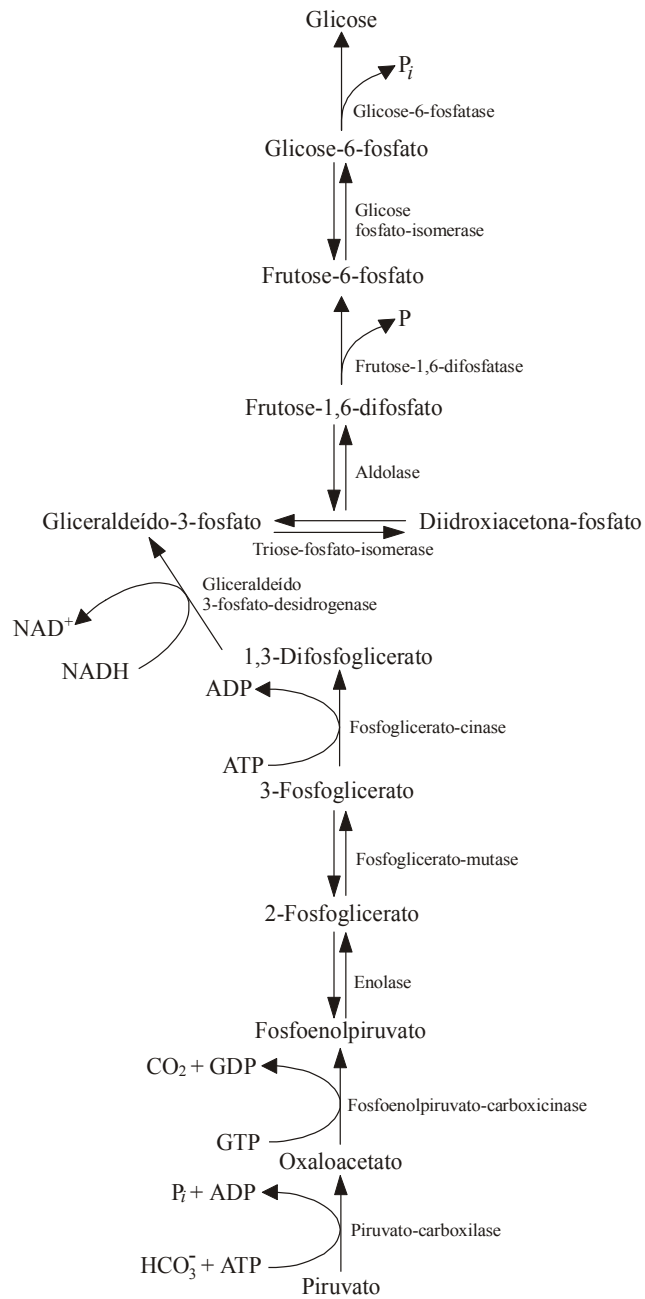 Glicose
Pi
Glicose-6-fosfatase
Glicose-6-fosfato
Glicose
fosfato-isomerase
Frutose-6-fosfato
P
Frutose-1,6-difosfatase
Frutose-1,6-difosfato
Aldolase
Gliceraldeído-3-fosfato
Diidroxiacetona-fosfato
Triose-fosfato-isomerase
Gliceraldeído
3-fosfato-desidrogenase
NAD+
NADH
1,3-Difosfoglicerato
ADP
Fosfoglicerato-cinase
ATP
3-Fosfoglicerato
Fosfoglicerato-mutase
2-Fosfoglicerato
Enolase
Fosfoenolpiruvato
CO2 + GDP
Fosfoenolpiruvato-carboxicinase
GTP
Oxaloacetato
Pi + ADP
Piruvato-carboxilase
HCO3- + ATP
Piruvato